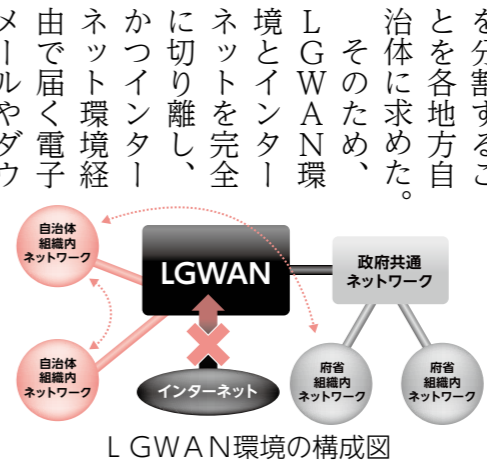 を分割するこ
とを各地方自
治体に求めた。
そのため、
LGWAN環
境とインター
ネットを完全
に切り離し、
かつインター
ネット環境経
由で届く電子
メールやダウ
自治体
組織内
ネットワーク
LGWAN
政府共通
ネットワーク
自治体
組織内
ネットワーク
インターネット
府省
組織内
ネットワーク
府省
組織内
ネットワーク
LGWAN環境の構成図